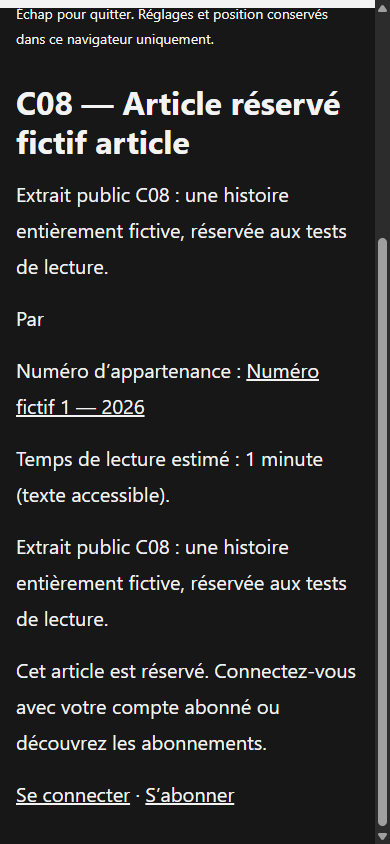 Échap pour quitter. Réglages et position conservés
dans ce navigateur uniquement.
C08 — Article réservé
fictif article
Extrait public C08 : une histoire
entièrement fictive, réservée aux tests
de lecture.
Par
Numéro d’appartenance : Numéro
fictif 1 — 2026
Temps de lecture estimé : 1 minute
(texte accessible).
Extrait public C08 : une histoire
entièrement fictive, réservée aux tests
de lecture.
Cet article est réservé. Connectez-vous
avec votre compte abonné ou
découvrez les abonnements.
Se connecter · S’abonner